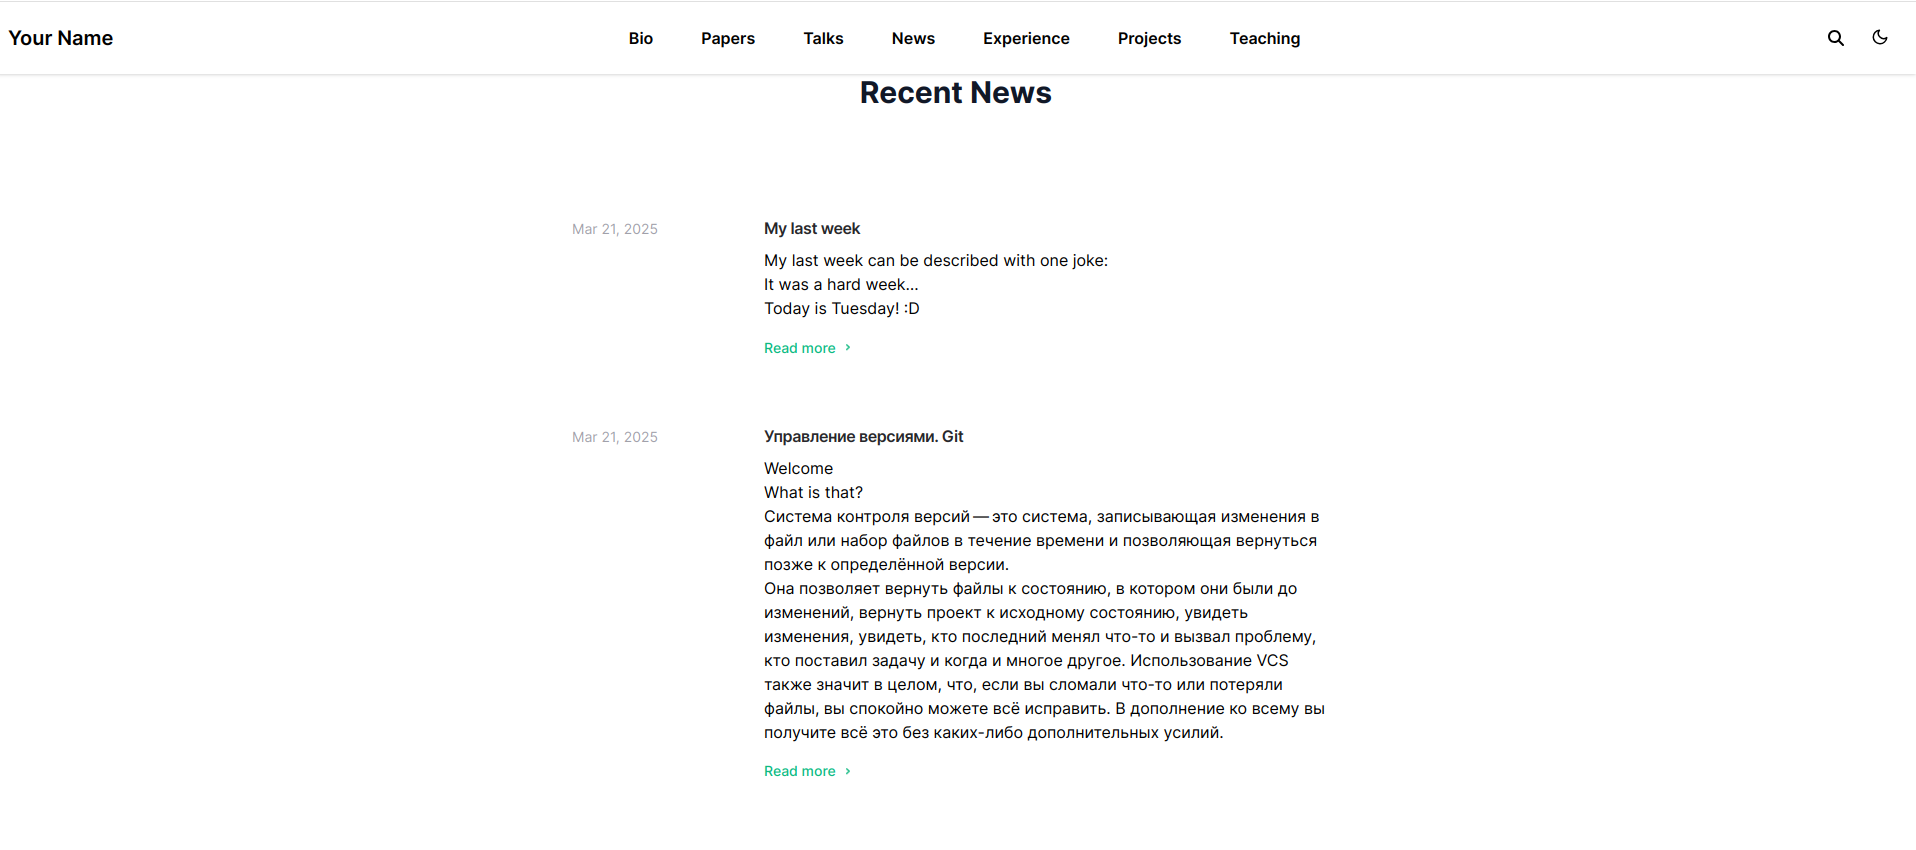 Your Name
Bio Papers Talks News Experience Projects Teaching
Recent News
Mar 21, 2025
My last week
My last week can be described with one joke:
It was a hard week...
Today is Tuesday! :D
Read more
Mar 21, 2025
Управление версиями. Git
Welcome
What is that?
Система контроля версий — это система, записывающая изменения в
файл или набор файлов в течение времени и позволяющая вернуться
позже к определённой версии.
Она позволяет вернуть файлы к состоянию, в котором они были до
изменений, вернуть проект к исходному состоянию, увидеть
изменения, увидеть, кто последний менял что-то и вызвал проблему,
кто поставил задачу и когда и многое другое. Использование VCS
также значит в целом, что, если вы сломали что-то или потеряли
файлы, вы спокойно можете всё исправить. В дополнение ко всему вы
получите всё это без каких-либо дополнительных усилий.
Read more